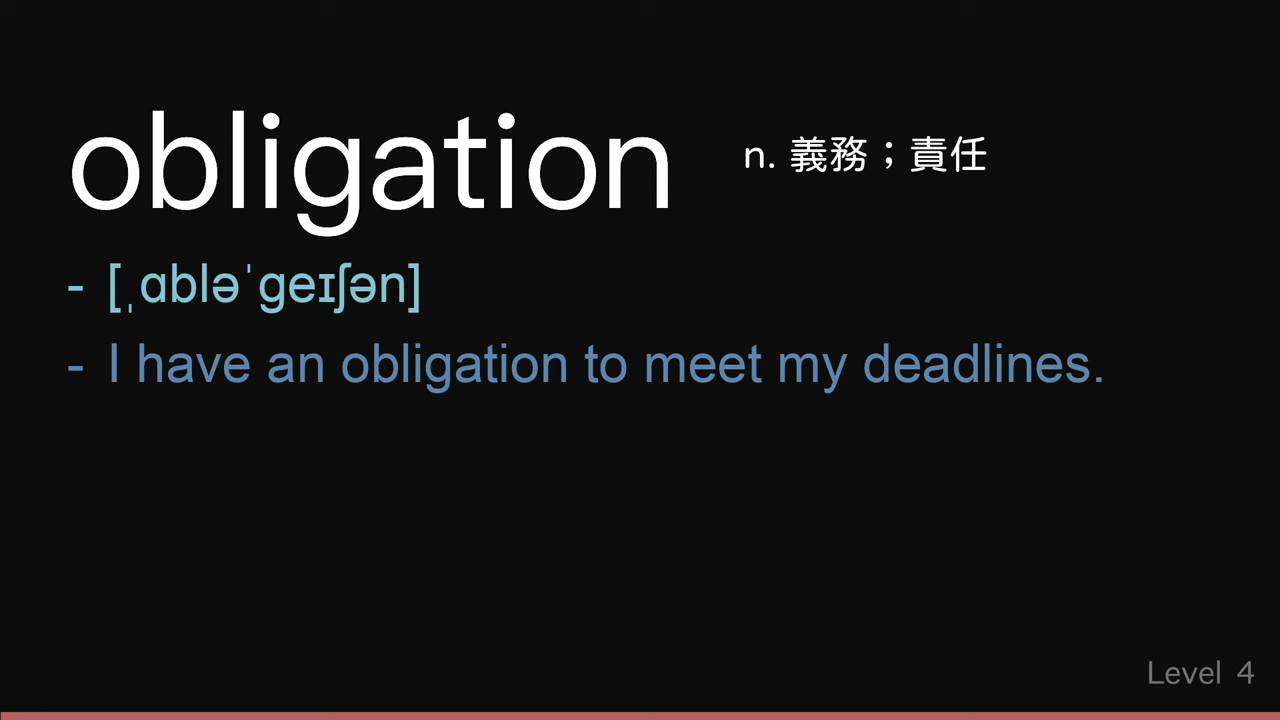 obligation n. 義務；責任
- [ˌɑbləˈgeɪʃən]
- I have an obligation to meet my deadlines.
Level 4